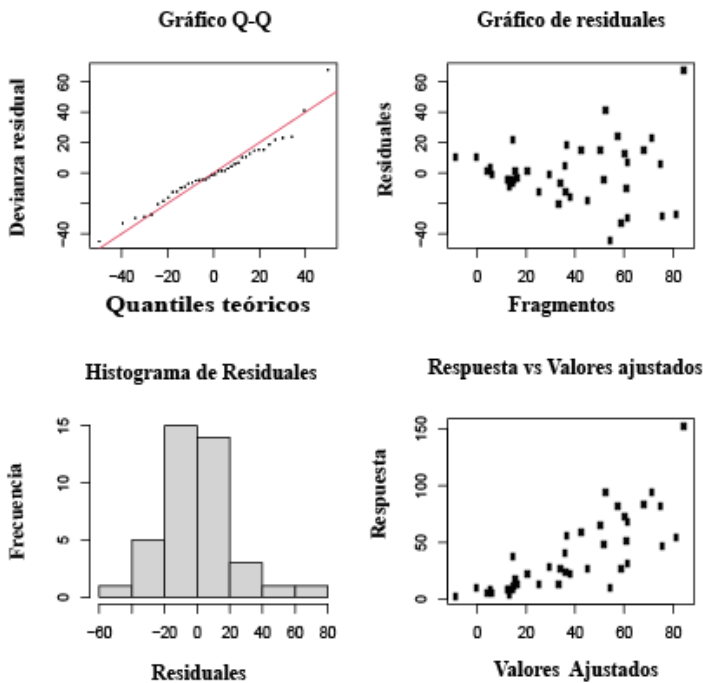 Gráfico Q-Q
Devianza residual
60
40
20
0
−40
−40 −20 0 20 40
Quantiles teóricos
Gráfico de residuales
Residuales
60
40
20
0
−40
0 20 40 60 80
Fragmentos
Histograma de Residuales
Frecuencia
15
10
5
0
−60 −20 0 20 40 60 80
Residuales
Respuesta vs Valores ajustados
Respuesta
150
100
50
0
0 20 40 60 80
Valores Ajustados